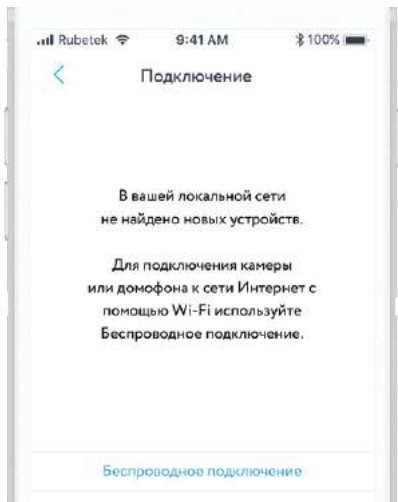 Rubetek 9:41 AM 100%
Подключение
В вашей локальной сети
не найдено новых устройств.
Для подключения камеры
или домофона к сети Интернет с
помощью Wi-Fi используйте
Беспроводное подключение.
Беспроводное подключение